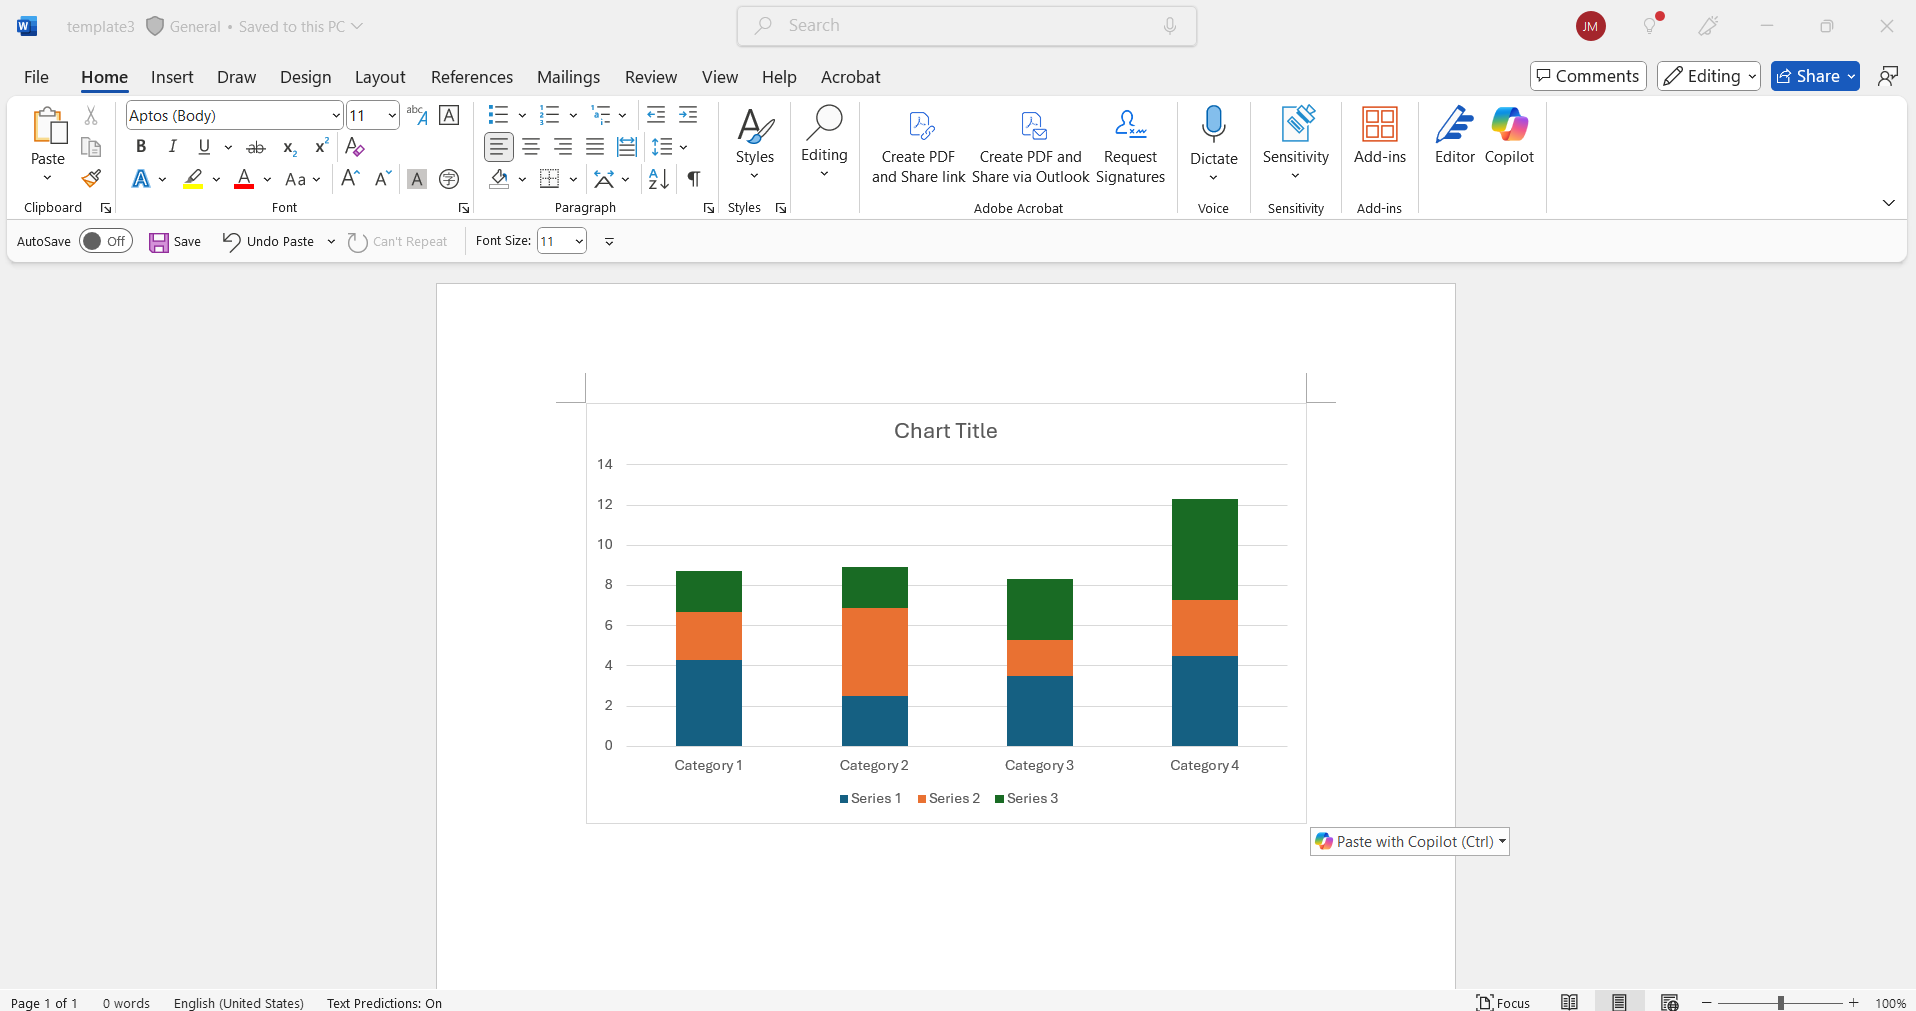 template3 General • Saved to this PC
Search
JM
File Home Insert Draw Design Layout References Mailings Review View Help Acrobat
Comments Editing Share
Paste
Clipboard
Aptos (Body) 11
Font
Paragraph
Styles
Styles
Editing
Create PDF
and Share link
Create PDF and
Share via Outlook
Request
Signatures
Adobe Acrobat
Dictate
Voice
Sensitivity
Sensitivity
Add-ins
Add-ins
Editor
Copilot
AutoSave Off Save Undo Paste Can't Repeat Font Size: 11
Chart Title
14
12
10
8
6
4
2
0
Category 1 Category 2 Category 3 Category 4
Series 1 Series 2 Series 3
Paste with Copilot (Ctrl)
Page 1 of 1 0 words English (United States) Text Predictions: On Focus 100%